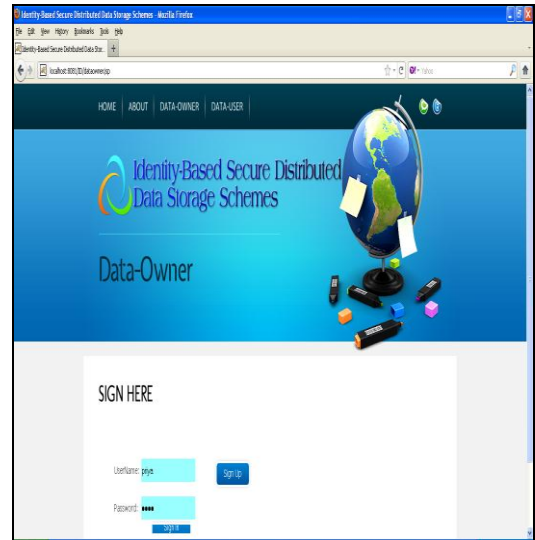 Identity-Based Secure Distributed Data Storage Schemes - Mozilla Firefox
File Edit View History Bookmarks Tools Help
Identity-Based Secure Distributed Data Stor...
localhost:8081/ID/dataowner.jsp
Yahoo
HOME ABOUT DATA-OWNER DATA-USER
Identity-Based Secure Distributed
Data Storage Schemes
Data-Owner
SIGN HERE
UserName: priya
Sign Up
Password: ••••
Sign In